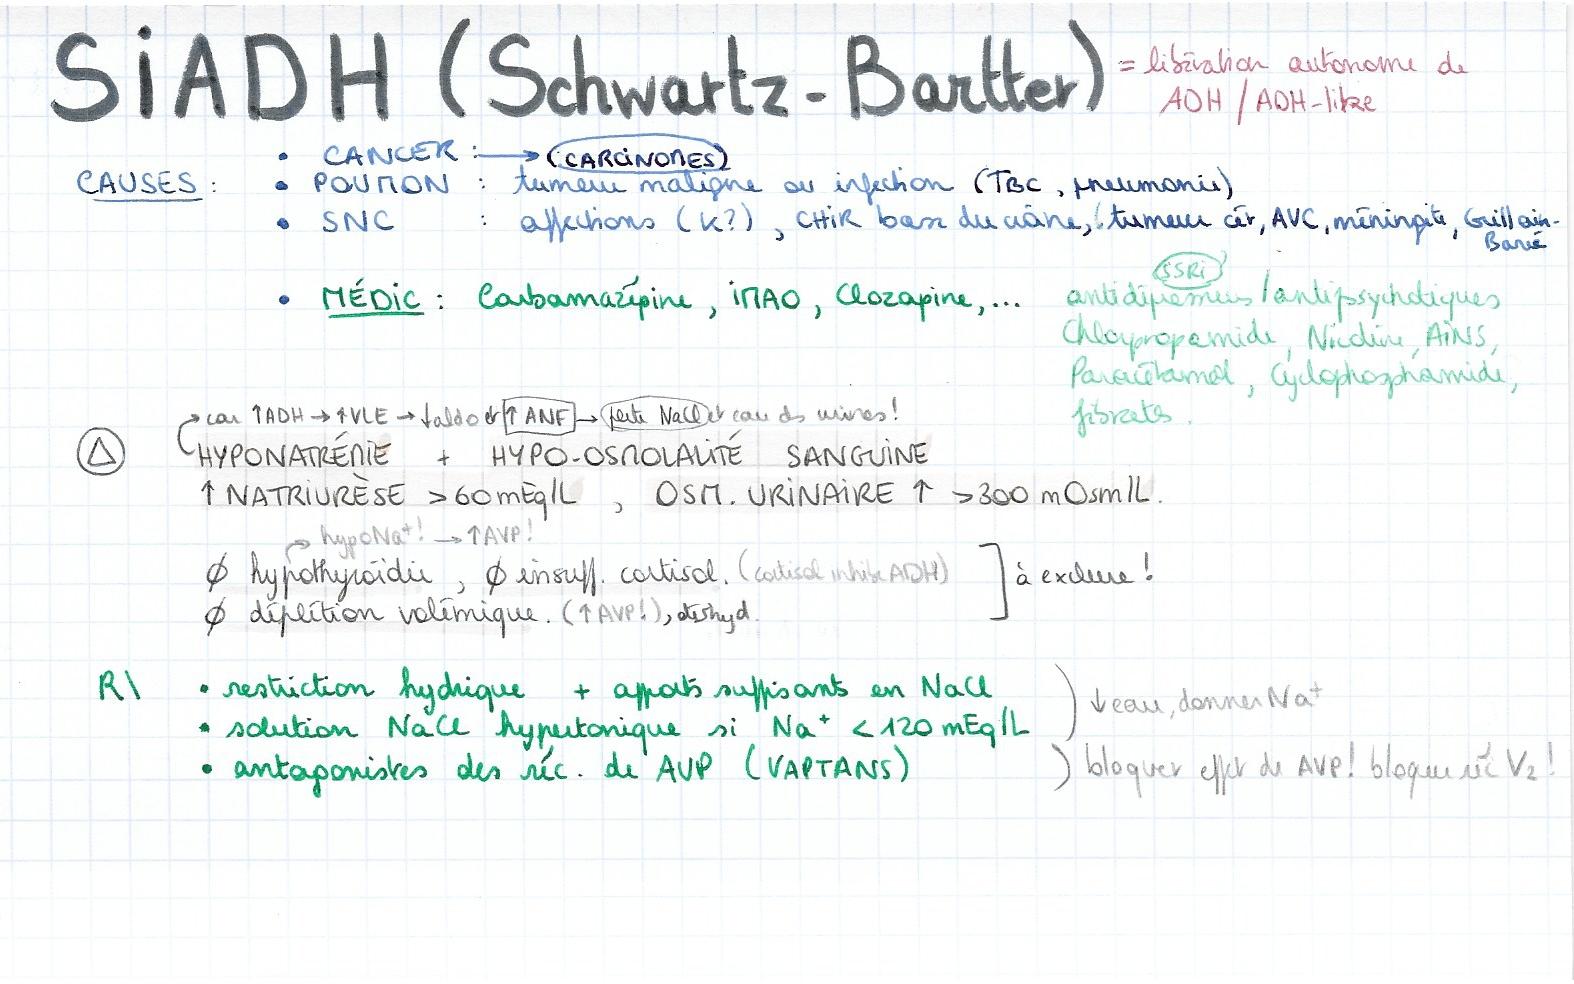 SiADH (Schwartz-Bartter) = libération autonome de
ADH / ADH-like
• CANCER : → (CARCINOMES)
CAUSES : • POUMON : tumeur maligne ou infection (TBC, pneumonie)
• SNC : affections (K?), CHIR base du crâne, tumeur cér, AVC, méningite, Guillain-
Barré
SSRi
• MÉDIC : Carbamazépine, iMAO, Clozapine,... antidépresseurs / antipsychotiques
Chlorpropamide, Nicotine, AiNS,
Paracétamol, Cyclophosphamide,
fibrates.
→ car ↑ADH → ↑VLE → ↓aldo et ↑ANF → perte NaCl et eau ds urines!
Δ HYPONATRÉMIE + HYPO-OSMOLALITÉ SANGUINE
↑ NATRIURÈSE > 60 mEq/L , OSM. URINAIRE ↑ > 300 mOsm/L.
→ hypoNa⁺! → ↑AVP!
∅ hypothyroïdie, ∅ insuff. cortisol. (cortisol inhibe ADH) ] à exclure !
∅ déplétion volémique. (↑AVP!), déshyd.
R\ • restriction hydrique + apports suffisants en NaCl
) ↓eau, donner Na⁺
• solution NaCl hypertonique si Na⁺ < 120 mEq/L
• antagonistes des réc. de AVP (VAPTANS) ) bloquer effet de AVP! bloquer réc V₂ !